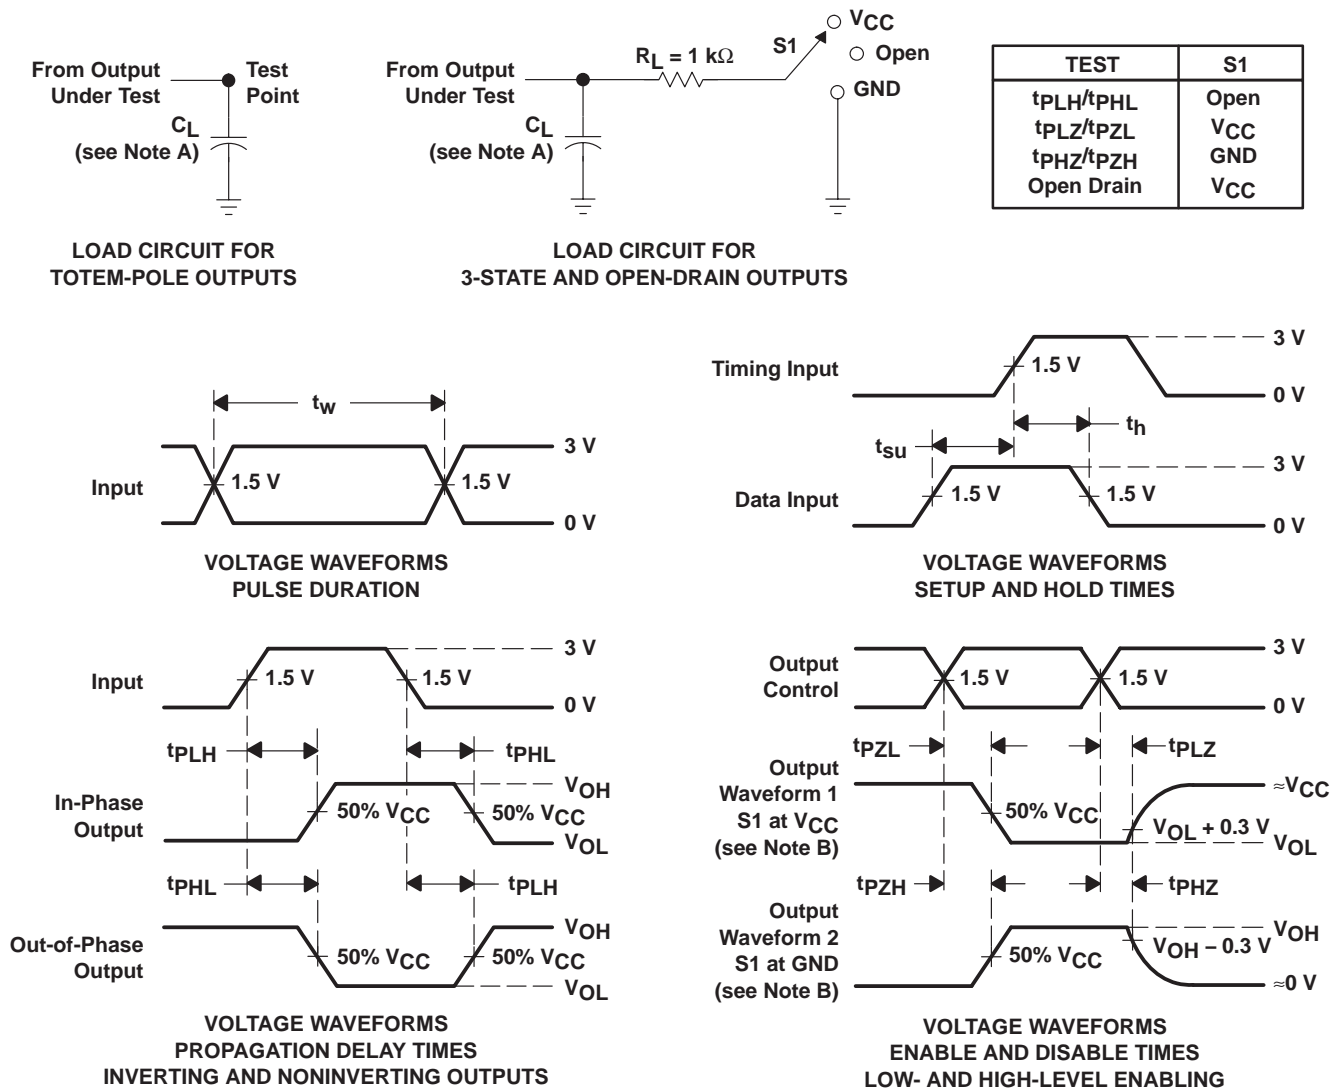 From Output
Under Test
Test
Point
CL
(see Note A)
LOAD CIRCUIT FOR
TOTEM-POLE OUTPUTS
From Output
Under Test
CL
(see Note A)
RL = 1 kΩ
S1
VCC
Open
GND
LOAD CIRCUIT FOR
3-STATE AND OPEN-DRAIN OUTPUTS
TEST S1
tPLH/tPHL Open
tPLZ/tPZL VCC
tPHZ/tPZH GND
Open Drain VCC
tw
Input
1.5 V
1.5 V
3 V
0 V
VOLTAGE WAVEFORMS
PULSE DURATION
Timing Input
1.5 V
3 V
0 V
th
tsu
Data Input
1.5 V
1.5 V
3 V
0 V
VOLTAGE WAVEFORMS
SETUP AND HOLD TIMES
Input
1.5 V
1.5 V
3 V
0 V
tPLH
tPHL
In-Phase
Output
50% VCC
50% VCC
VOH
VOL
tPHL
tPLH
Out-of-Phase
Output
50% VCC
50% VCC
VOH
VOL
VOLTAGE WAVEFORMS
PROPAGATION DELAY TIMES
INVERTING AND NONINVERTING OUTPUTS
Output
Control
1.5 V
1.5 V
3 V
0 V
tPZL
tPLZ
Output
Waveform 1
S1 at VCC
(see Note B)
50% VCC
VOL + 0.3 V
≈VCC
VOL
tPZH
tPHZ
Output
Waveform 2
S1 at GND
(see Note B)
50% VCC
VOH − 0.3 V
VOH
≈0 V
VOLTAGE WAVEFORMS
ENABLE AND DISABLE TIMES
LOW- AND HIGH-LEVEL ENABLING